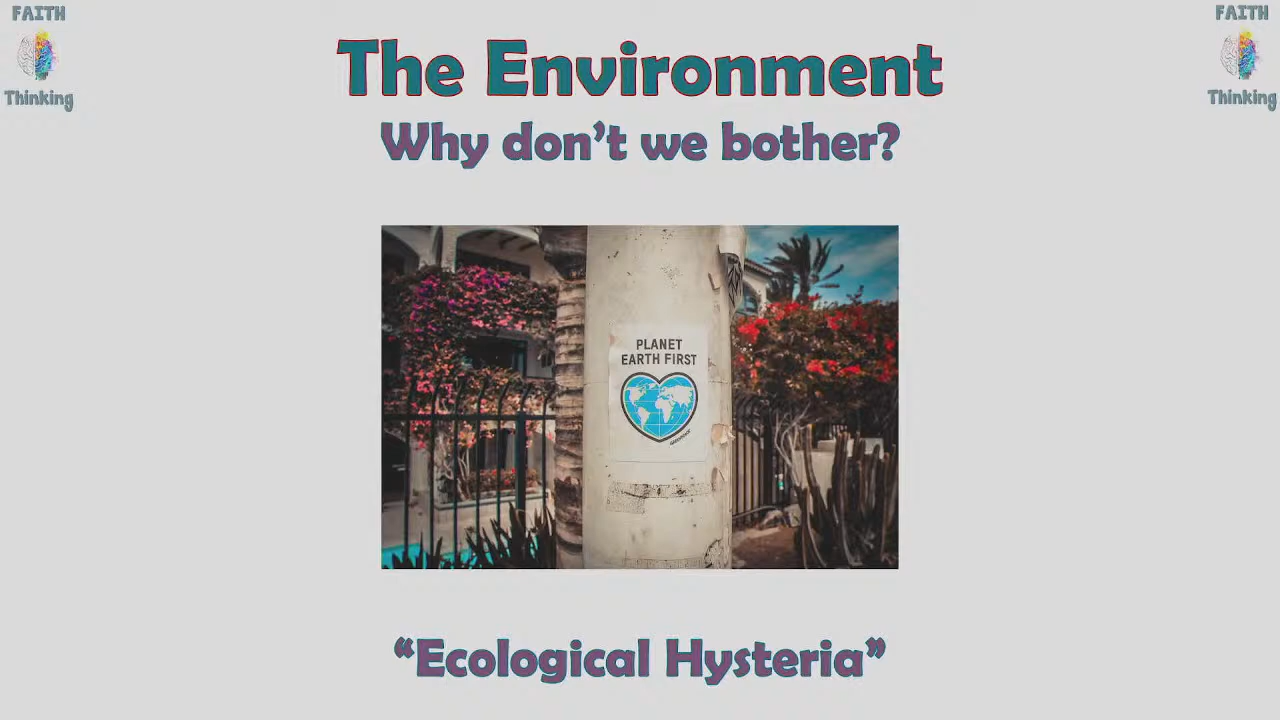 FAITH
Thinking
FAITH
Thinking
The Environment
Why don't we bother?
PLANET
EARTH FIRST
“Ecological Hysteria”